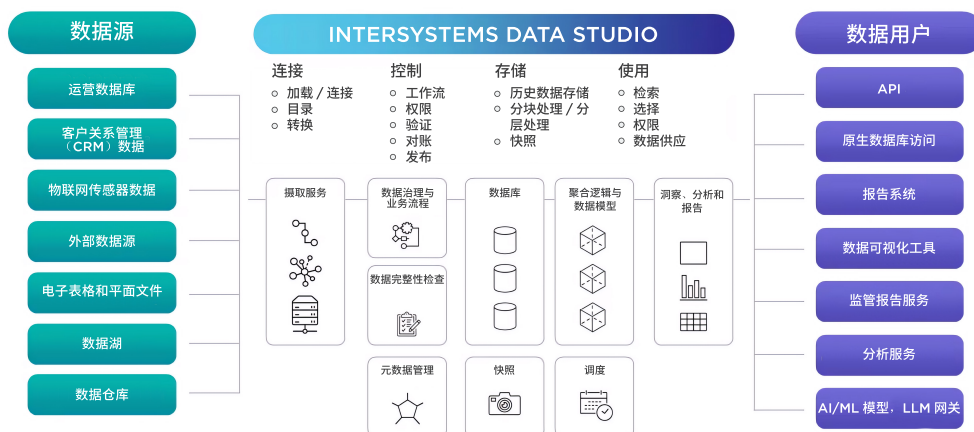 数据源
INTERSYSTEMS DATA STUDIO
数据用户
运营数据库
客户关系管理
（CRM）数据
物联网传感器数据
外部数据源
电子表格和平面文件
数据湖
数据仓库
连接
加载 / 连接
目录
转换
控制
工作流
权限
验证
对账
发布
存储
历史数据存储
分块处理 / 分
层处理
快照
使用
检索
选择
权限
数据供应
摄取服务
数据治理与
业务流程
数据完整性检查
数据库
聚合逻辑与
数据模型
洞察、分析和
报告
元数据管理
快照
调度
API
原生数据库访问
报告系统
数据可视化工具
监管报告服务
分析服务
AI/ML 模型，LLM 网关